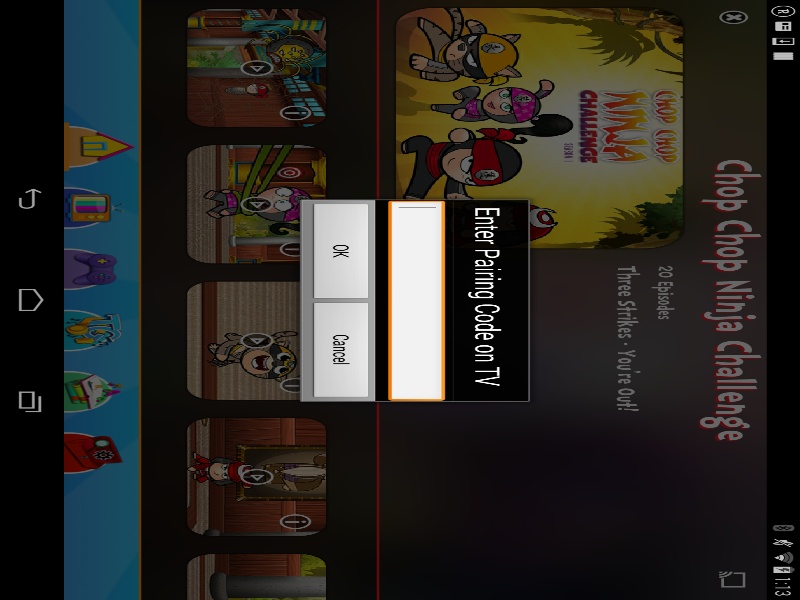 1:13
Chop Chop Ninja Challenge
20 Episodes
Three Strikes - You're Out!
CHOP CHOP
NINJA
CHALLENGE
Enter Pairing Code on TV
OK
Cancel